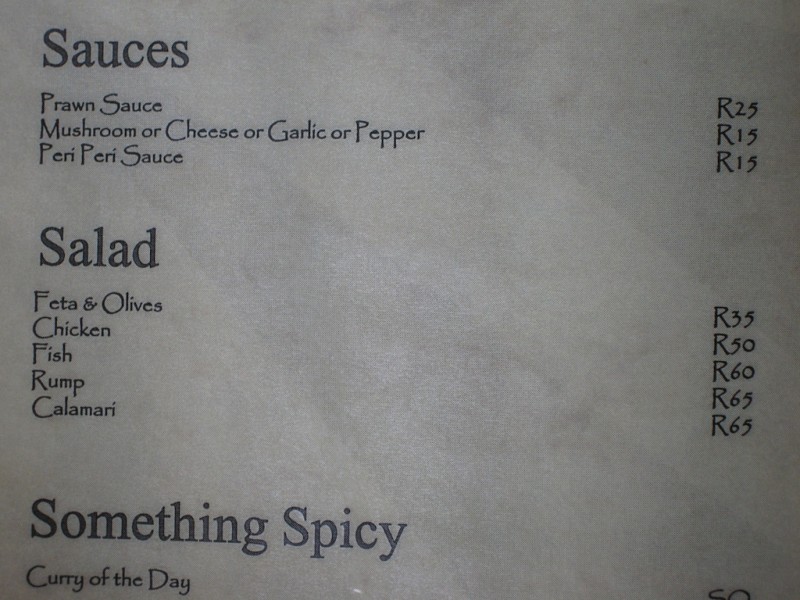 Sauces
Prawn Sauce R25
Mushroom or Cheese or Garlic or Pepper R15
Peri Peri Sauce R15
Salad
Feta & Olives R35
Chicken R50
Fish R60
Rump R65
Calamari R65
Something Spicy
Curry of the Day